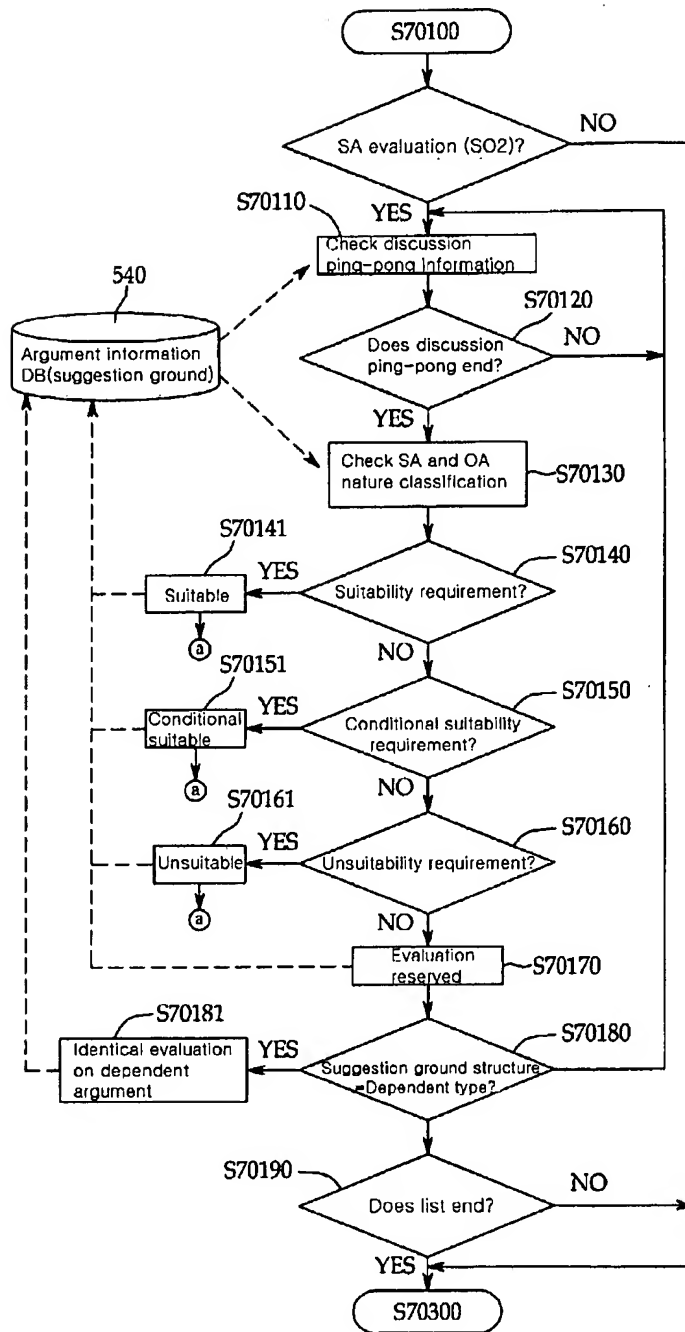 S70100
SA evaluation (SO2)?
NO
S70110
YES
Check discussion
ping-pong information
540
S70120
Argument information
DB(suggestion ground)
Does discussion
ping-pong end?
NO
YES
Check SA and OA
nature classification
S70130
S70141
S70140
YES
Suitable
Suitability requirement?
a
NO
S70151
S70150
YES
Conditional
suitable
Conditional suitability
requirement?
a
NO
S70161
S70160
YES
Unsuitable
Unsuitability requirement?
a
NO
Evaluation
reserved
S70170
S70181
S70180
Identical evaluation
on dependent
argument
YES
Suggestion ground structure
=Dependent type?
S70190
NO
Does list end?
YES
S70300